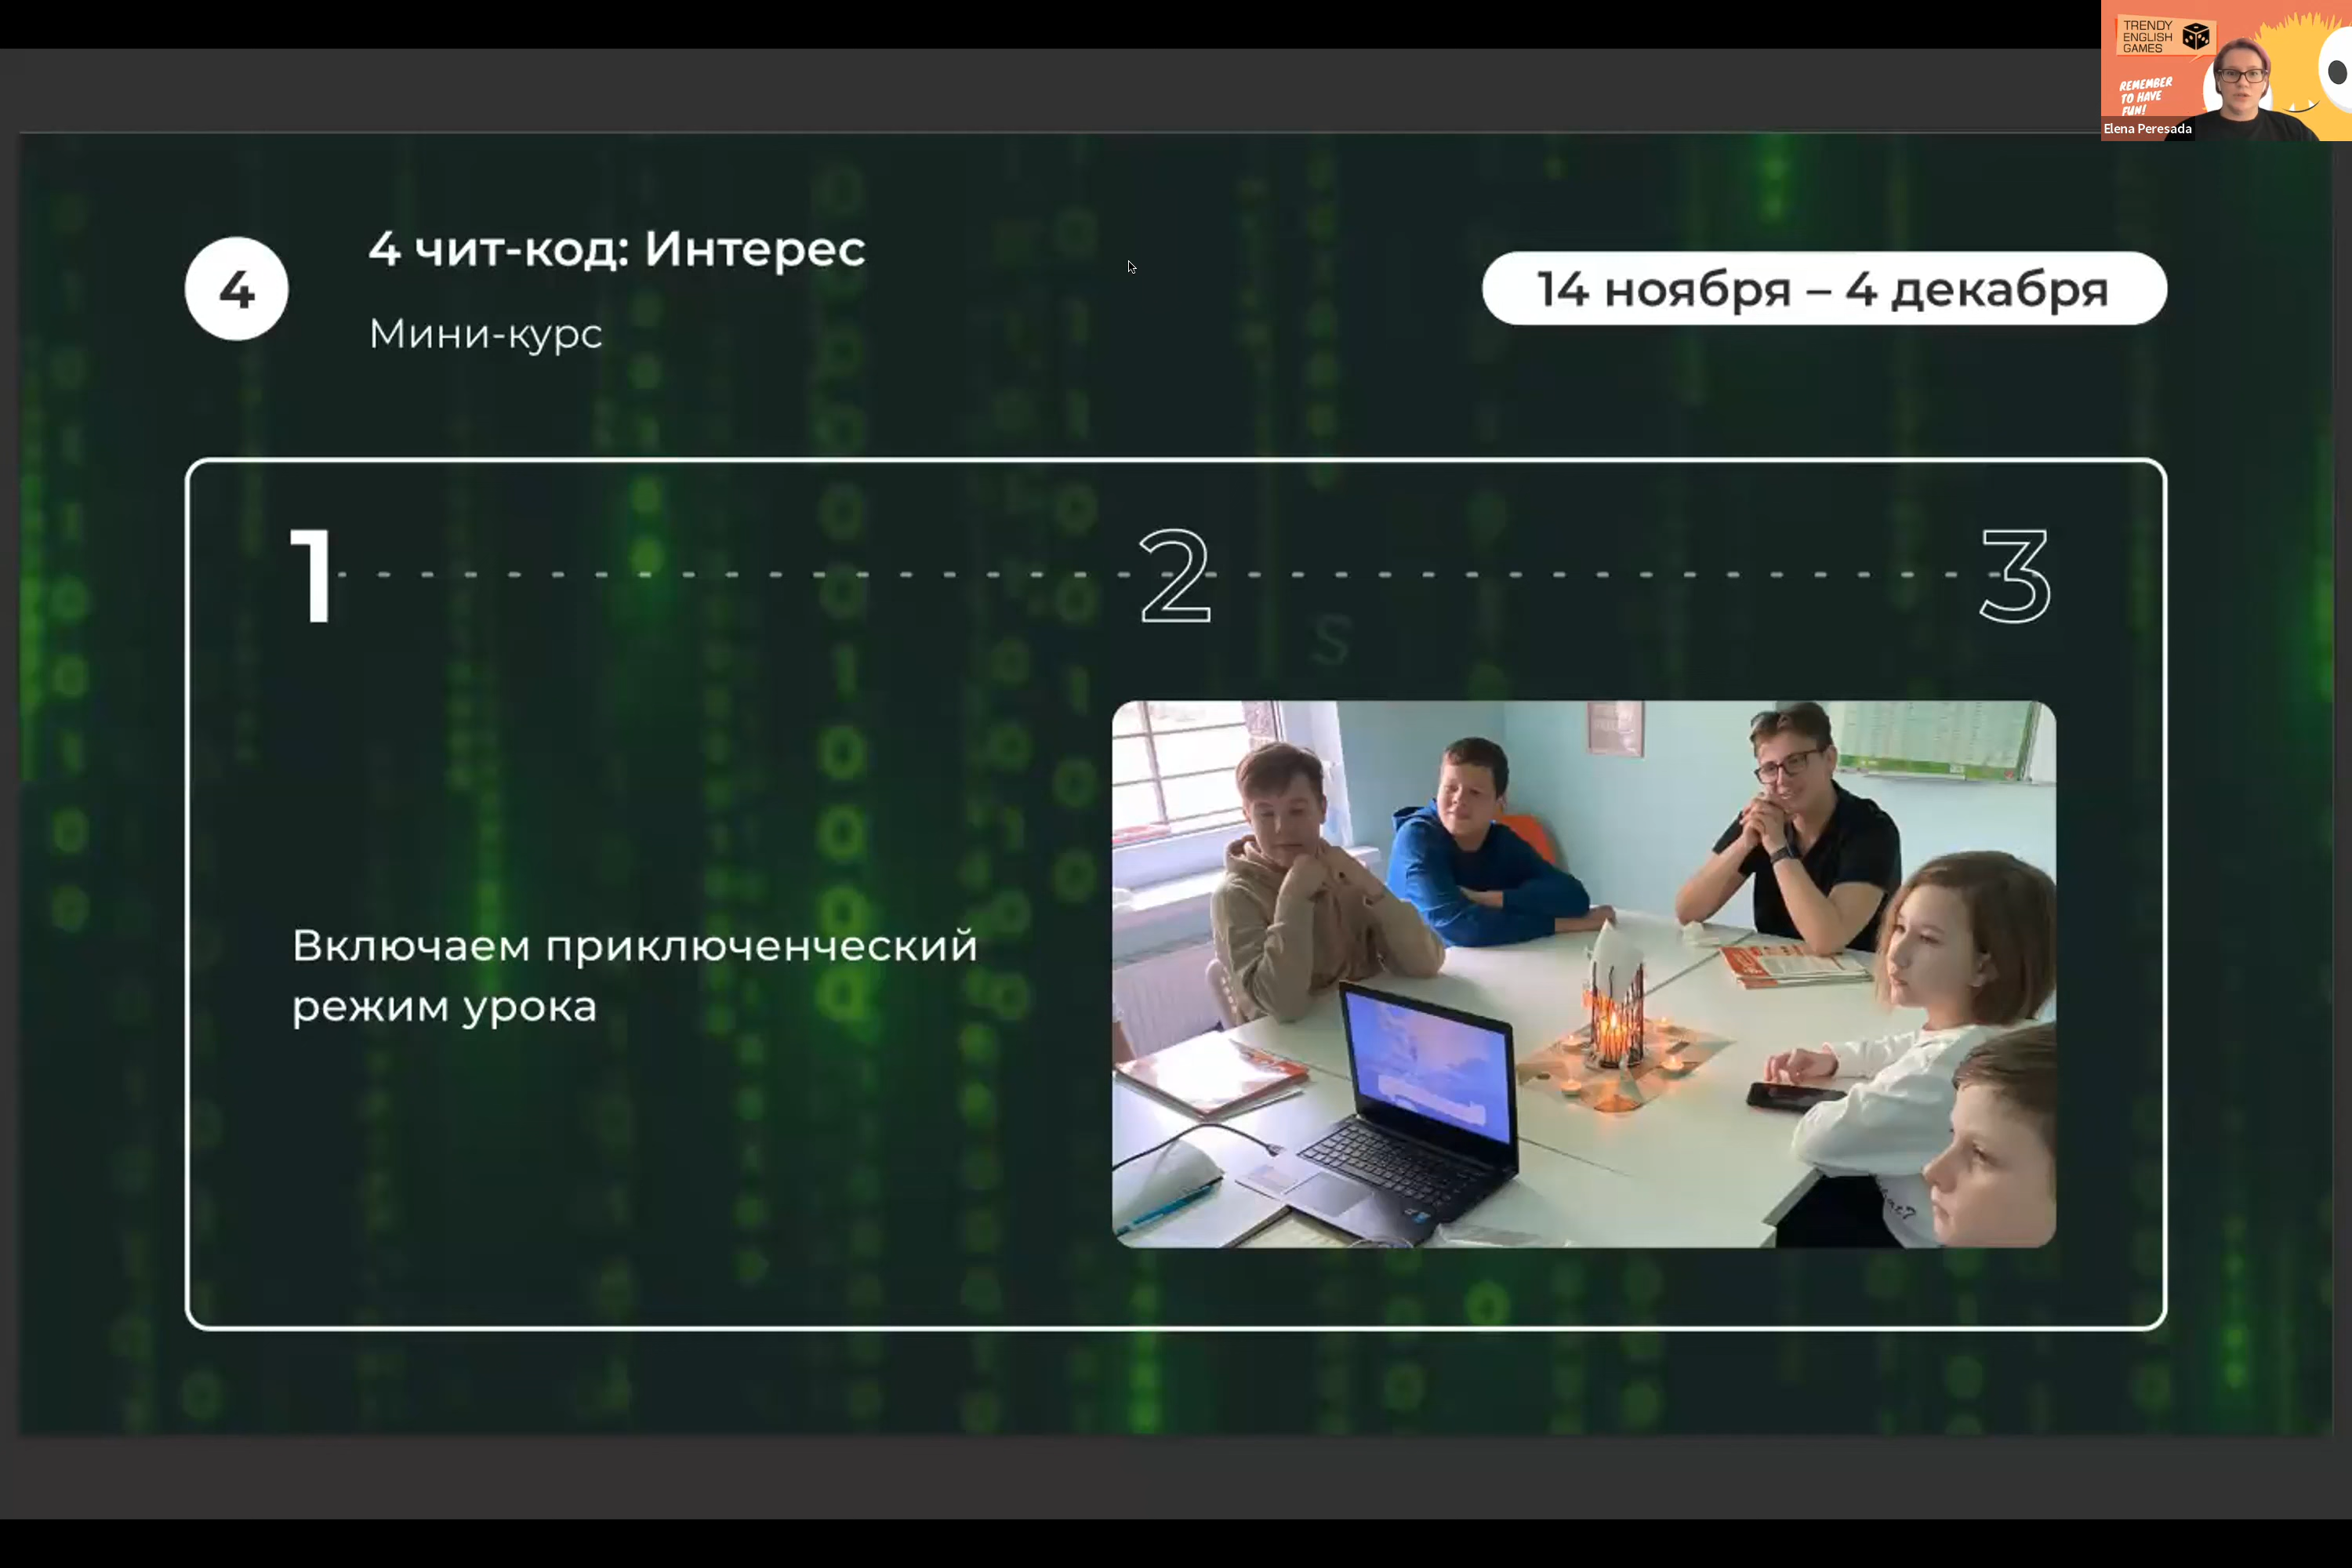 TRENDY
ENGLISH
GAMES
REMEMBER
TO HAVE
FUN!
Elena Peresada
4
4 чит-код: Интерес
Мини-курс
14 ноября – 4 декабря
1
2
3
Включаем приключенческий
режим урока